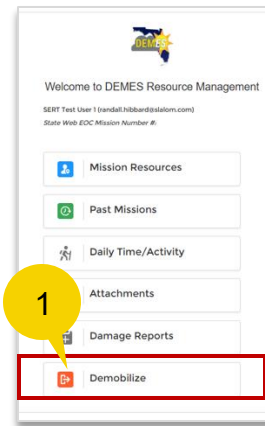 DEMES
Welcome to DEMES Resource Management
SERT Test User 1 (randall.hibbard@slalom.com)
State Web EOC Mission Number #:
Mission Resources
Past Missions
Daily Time/Activity
Attachments
1
Damage Reports
Demobilize